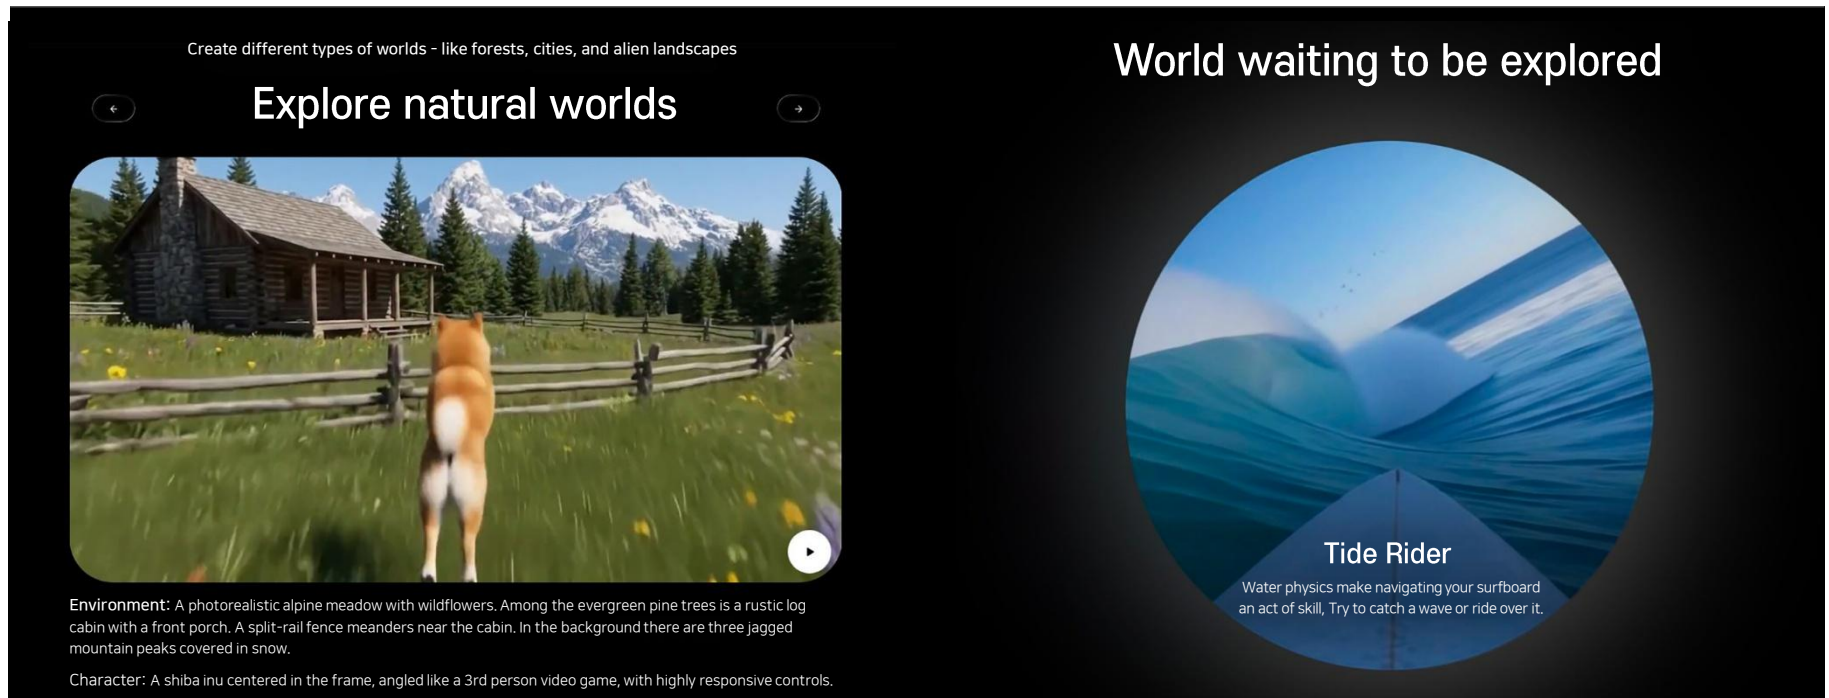 Create different types of worlds - like forests, cities, and alien landscapes
Explore natural worlds
Environment: A photorealistic alpine meadow with wildflowers. Among the evergreen pine trees is a rustic log
cabin with a front porch. A split-rail fence meanders near the cabin. In the background there are three jagged
mountain peaks covered in snow.
Character: A shiba inu centered in the frame, angled like a 3rd person video game, with highly responsive controls.
World waiting to be explored
Tide Rider
Water physics make navigating your surfboard
an act of skill, Try to catch a wave or ride over it.